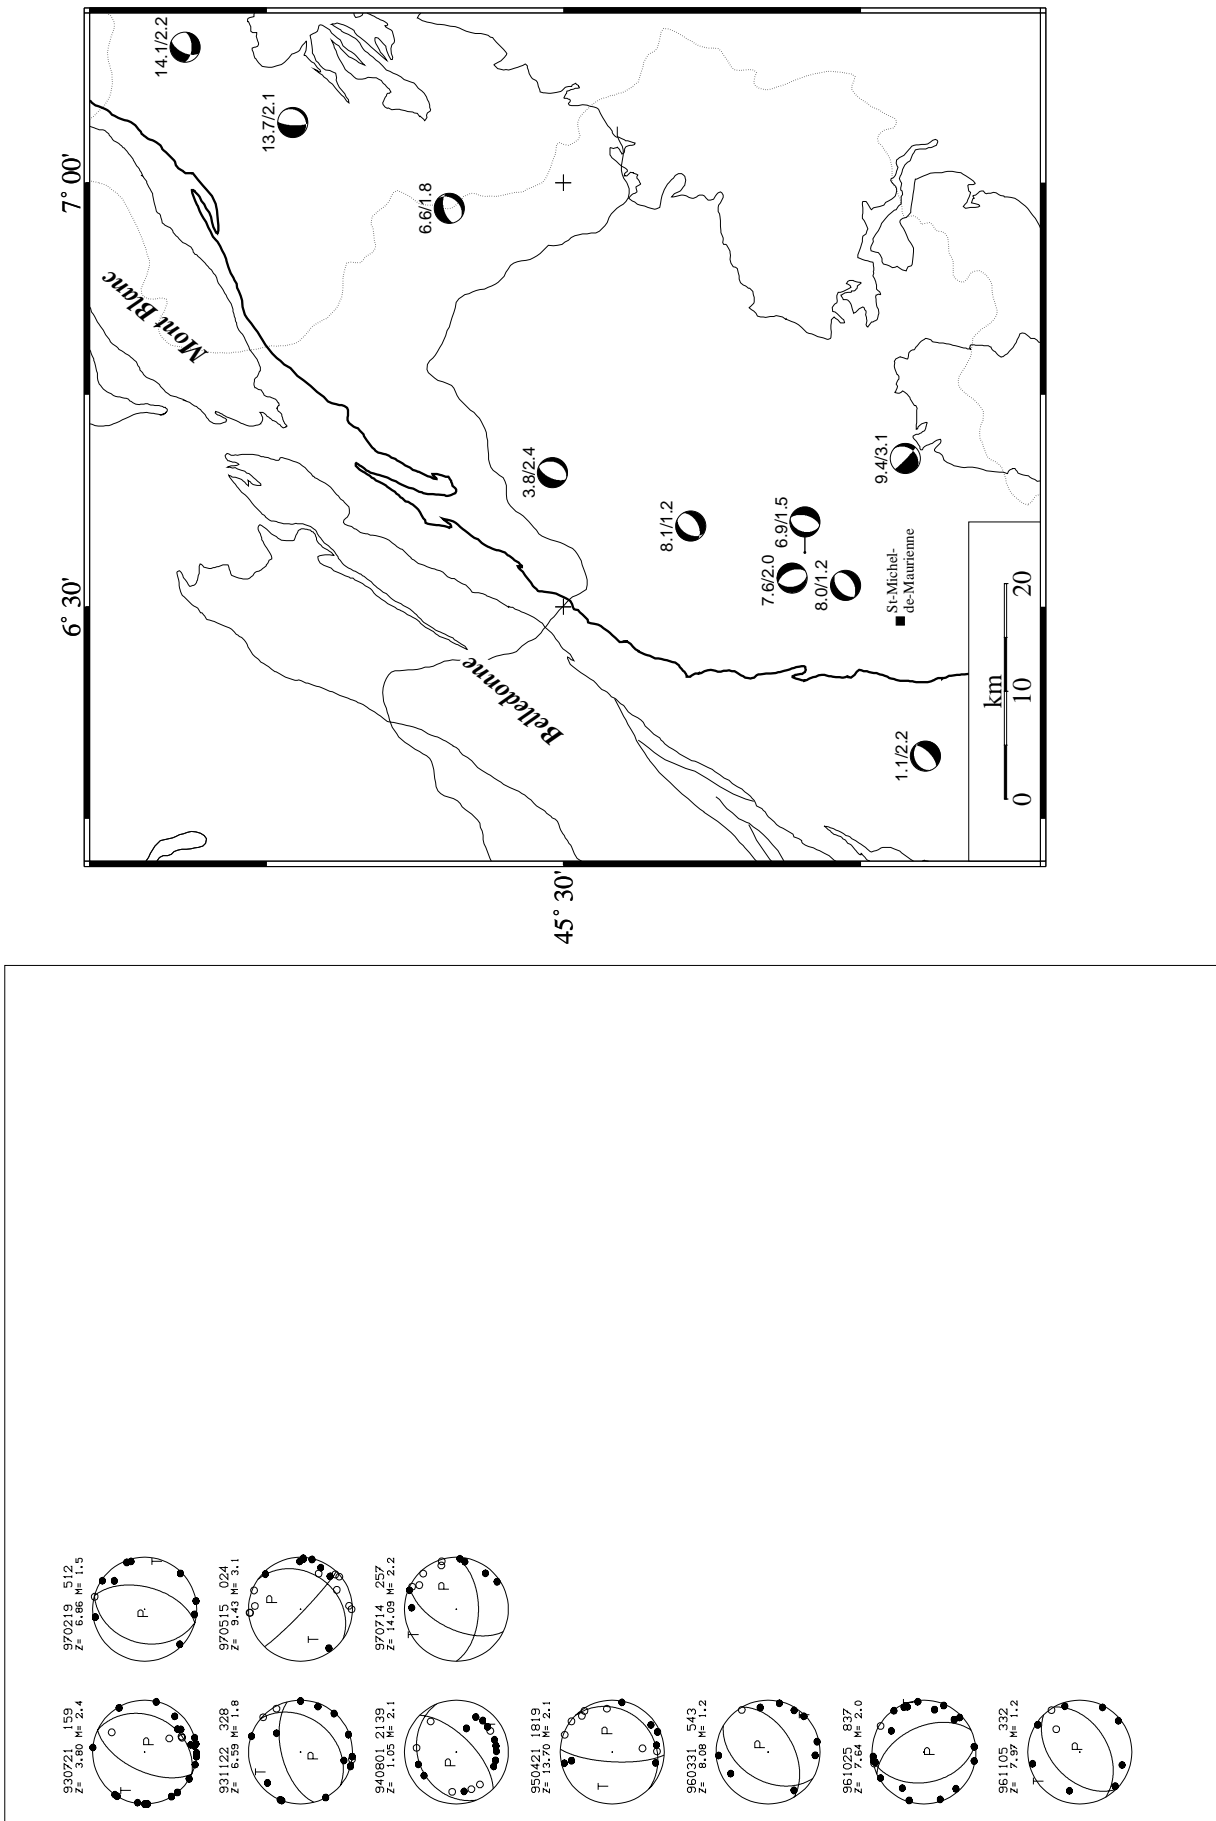 7° 00'
6° 30'
45° 30'
14.1/2.2
13.7/2.1
6.6/1.8
3.8/2.4
8.1/1.2
6.9/1.5
7.6/2.0
8.0/1.2
9.4/3.1
1.1/2.2
Mont Blanc
Belledonne
St-Michel-
de-Maurienne
km
0 10 20
930721 159
Z= 3.80 M= 2.4
931222 328
Z= 6.59 M= 1.8
940801 2139
Z= 1.05 M= 2.1
950421 1819
Z= 13.70 M= 2.1
960331 543
Z= 8.08 M= 1.2
961025 837
Z= 7.64 M= 2.0
961105 332
Z= 7.97 M= 1.2
970219 512
Z= 6.86 M= 1.5
970515 024
Z= 9.43 M= 3.1
970714 257
Z= 14.09 M= 2.2
T
T
P
T
P
P
T
P
T
P
P
T
P
T
P
T
P
T